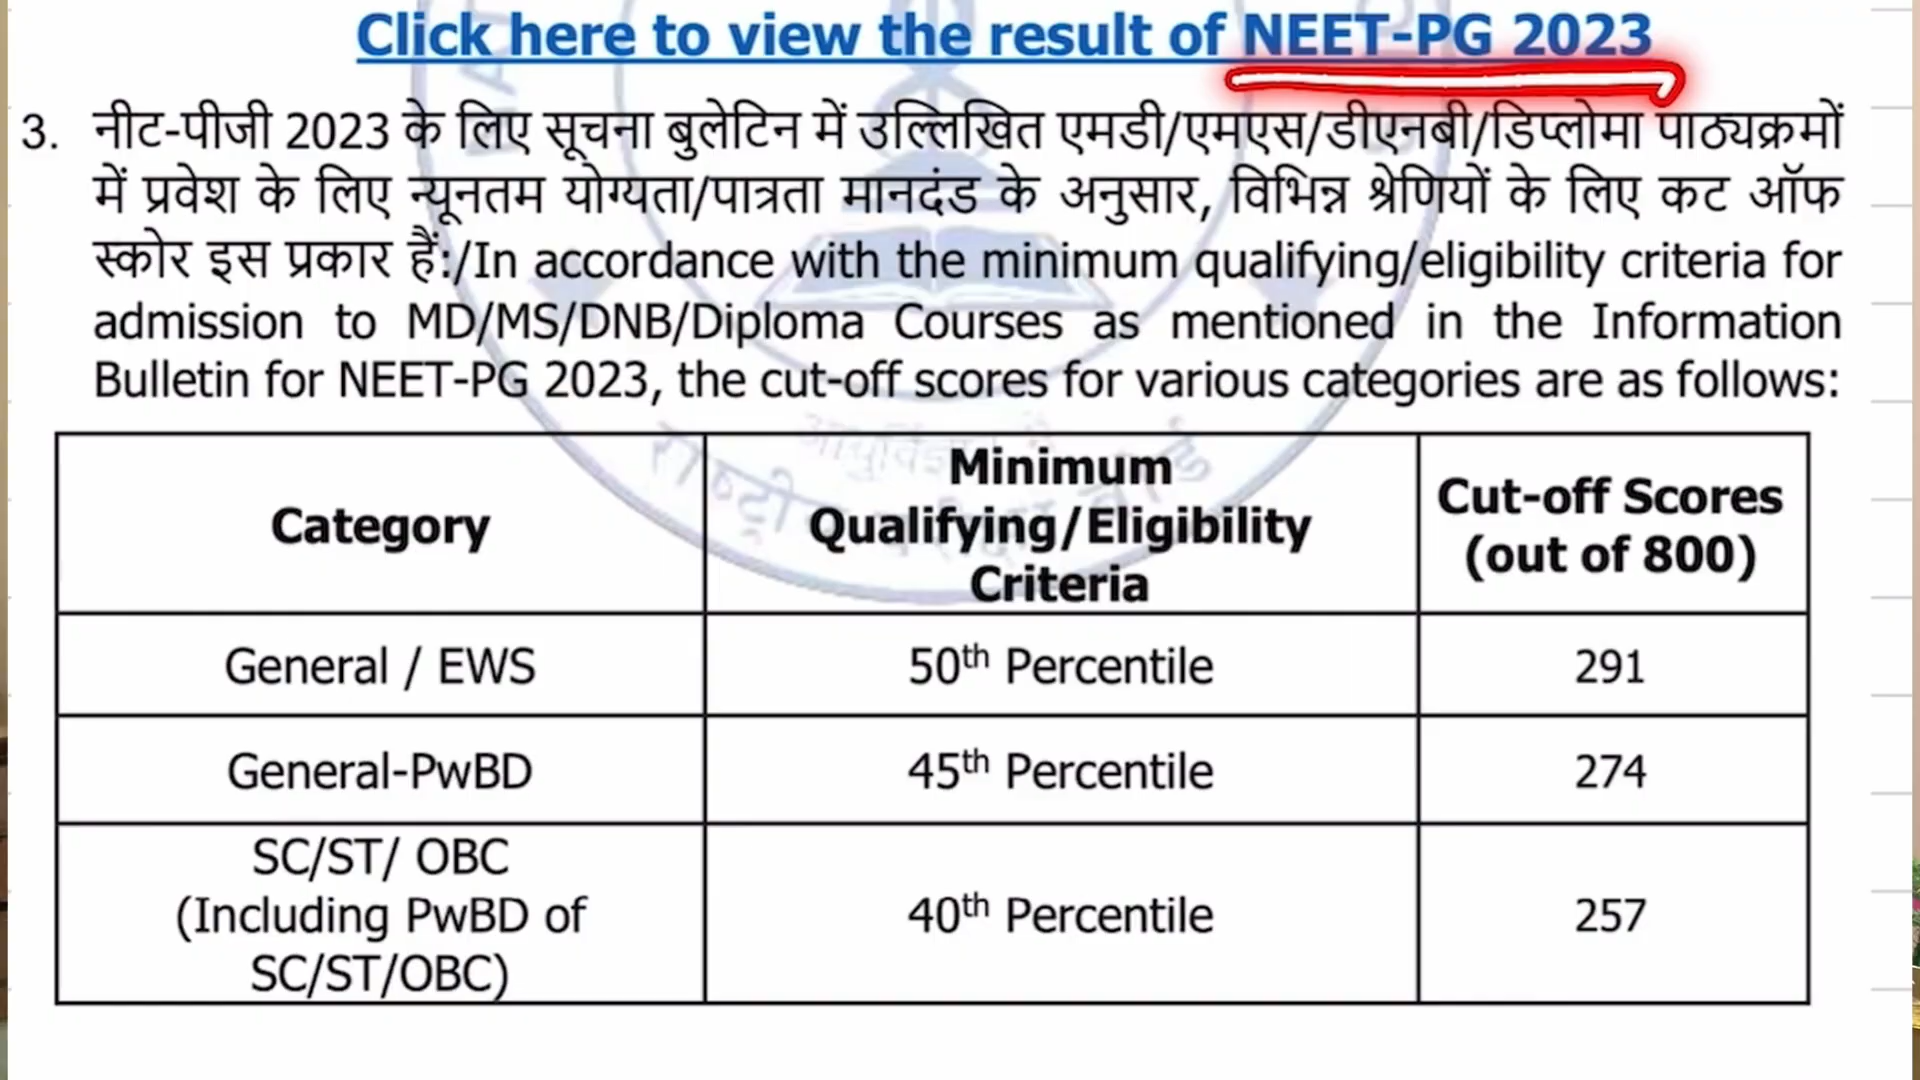 Click here to view the result of NEET-PG 2023
3. नीट-पीजी 2023 के लिए सूचना बुलेटिन में उल्लिखित एमडी/एमएस/डीएनबी/डिप्लोमा पाठ्यक्रमों
में प्रवेश के लिए न्यूनतम योग्यता/पात्रता मानदंड के अनुसार, विभिन्न श्रेणियों के लिए कट ऑफ
स्कोर इस प्रकार हैं:/In accordance with the minimum qualifying/eligibility criteria for
admission to MD/MS/DNB/Diploma Courses as mentioned in the Information
Bulletin for NEET-PG 2023, the cut-off scores for various categories are as follows:
Category
Minimum
Qualifying/Eligibility
Criteria
Cut-off Scores
(out of 800)
General / EWS
50th Percentile
291
General-PwBD
45th Percentile
274
SC/ST/ OBC
(Including PwBD of
SC/ST/OBC)
40th Percentile
257